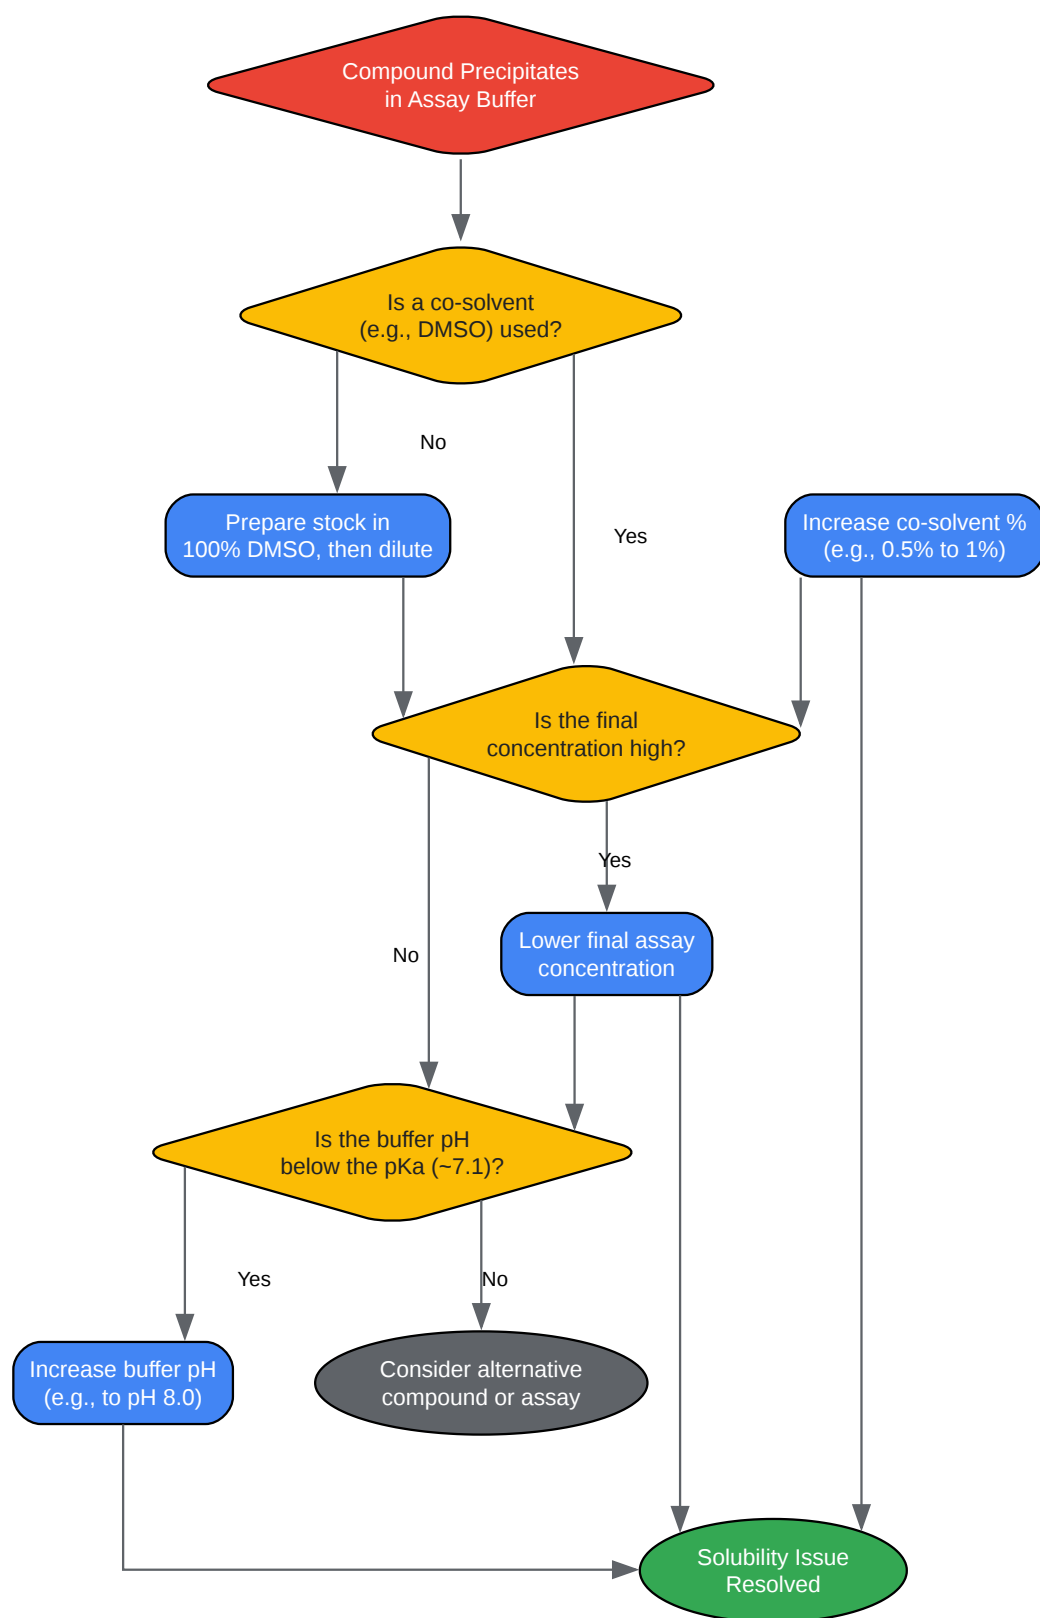 Compound Precipitates
in Assay Buffer
Is a co-solvent
(e.g., DMSO) used?
No
Yes
Prepare stock in
100% DMSO, then dilute
Increase co-solvent %
(e.g., 0.5% to 1%)
Is the final
concentration high?
Yes
No
Lower final assay
concentration
Is the buffer pH
below the pKa (~7.1)?
Yes
No
Increase buffer pH
(e.g., to pH 8.0)
Consider alternative
compound or assay
Solubility Issue
Resolved